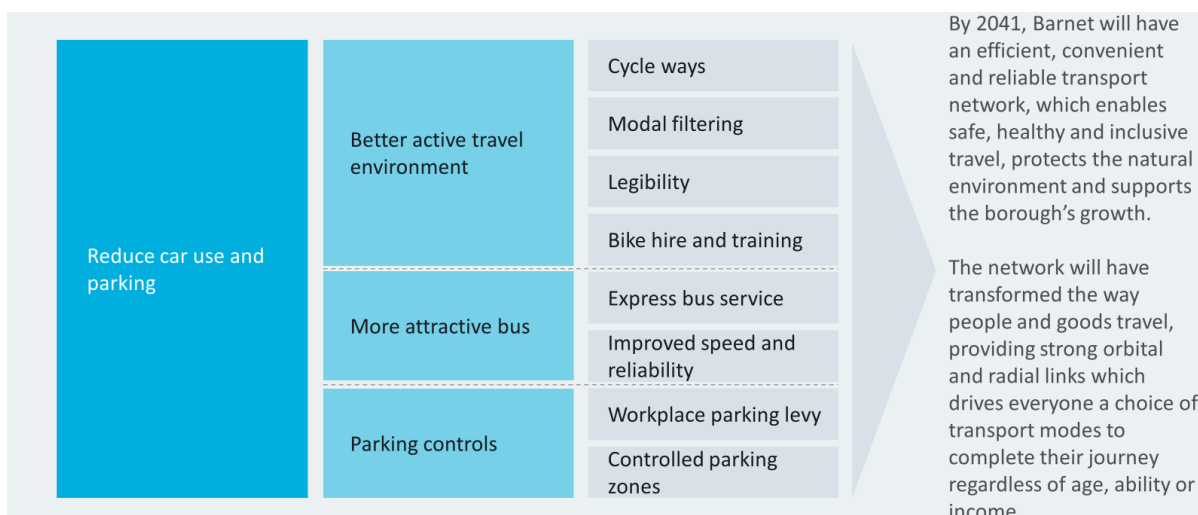 Reduce car use and
parking
Better active travel
environment
More attractive bus
Parking controls
Cycle ways
Modal filtering
Legibility
Bike hire and training
Express bus service
Improved speed and
reliability
Workplace parking levy
Controlled parking
zones
By 2041, Barnet will have
an efficient, convenient
and reliable transport
network, which enables
safe, healthy and inclusive
travel, protects the natural
environment and supports
the borough’s growth.
The network will have
transformed the way
people and goods travel,
providing strong orbital
and radial links which
drives everyone a choice of
transport modes to
complete their journey
regardless of age, ability or
income